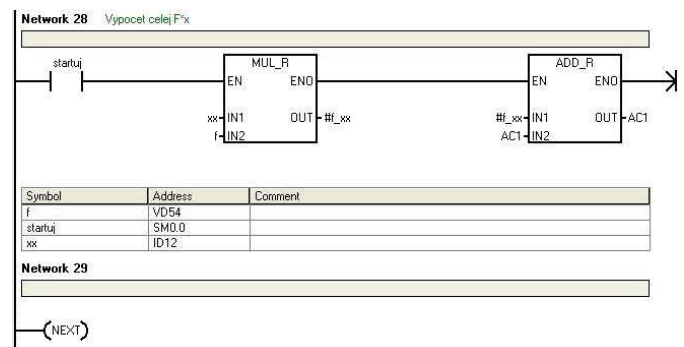 Network 28 Vypocet celej F*x
startuj MUL_R ADD_R
EN ENO EN ENO
xx IN1 OUT #f_xx #f_xx IN1 OUT AC1
f IN2 AC1 IN2
Symbol Address Comment
f VD54
startuj SM0.0
xx ID12
Network 29
(NEXT)